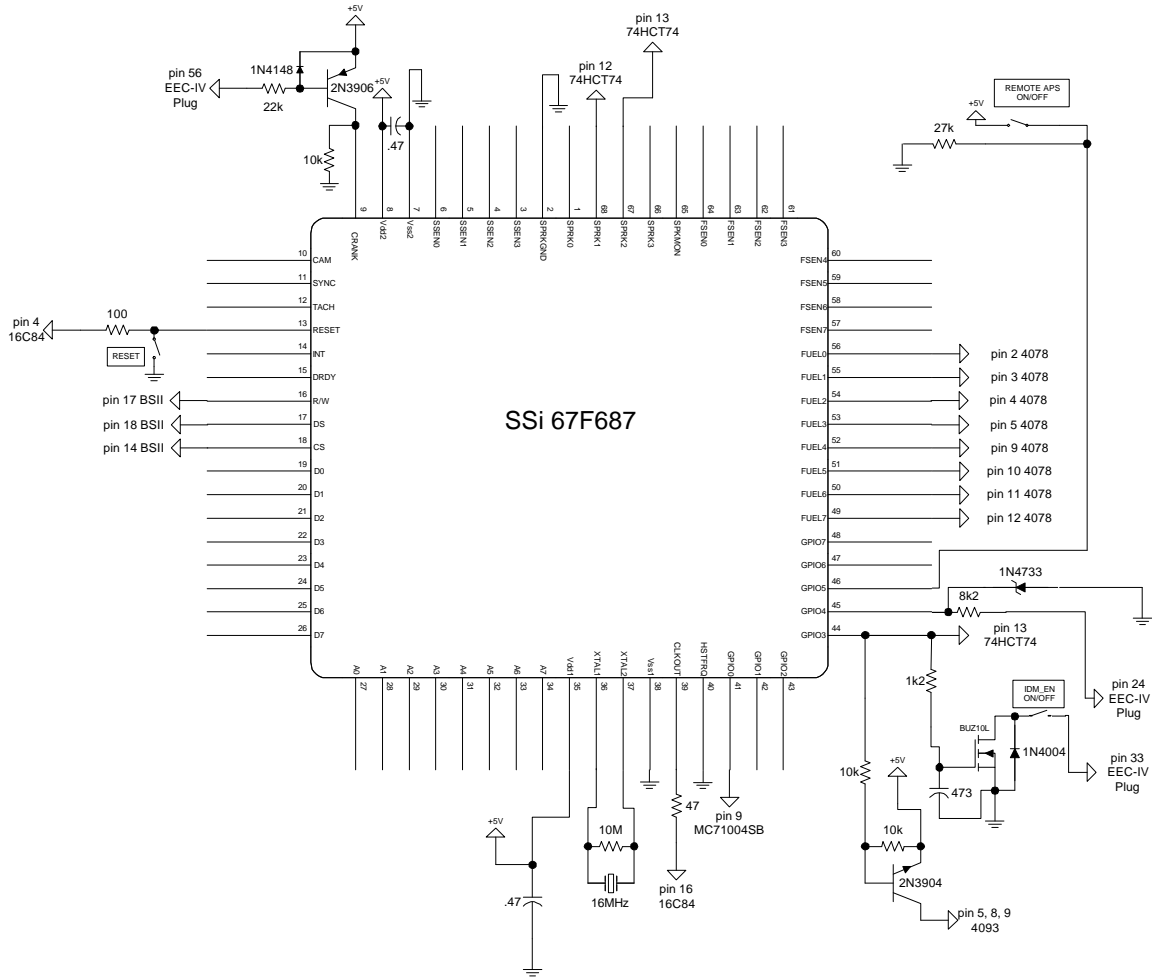 +5V
pin 13
74HCT74
pin 56
EEC-IV
Plug
1N4148
22k
2N3906
+5V
pin 12
74HCT74
REMOTE APS
ON/OFF
+5V
27k
10k
.47
9
8
7
6
5
4
3
2
1
68
67
66
65
64
63
62
61
CRANK
Vdd2
Vss2
SSEN0
SSEN1
SSEN2
SSEN3
SPRKGND
SPRK0
SPRK1
SPRK2
SPRK3
SPKMON
FSEN0
FSEN1
FSEN2
FSEN3
10 CAM
11 SYNC
12 TACH
pin 4
16C84
100
RESET
13 RESET
14 INT
15 DRDY
pin 17 BSII
16 R/W
pin 18 BSII
17 DS
pin 14 BSII
18 CS
19 D0
20 D1
21 D2
22 D3
23 D4
24 D5
25 D6
26 D7
SSi 67F687
FSEN4 60
FSEN5 59
FSEN6 58
FSEN7 57
FUEL0 56 pin 2 4078
FUEL1 55 pin 3 4078
FUEL2 54 pin 4 4078
FUEL3 53 pin 5 4078
FUEL4 52 pin 9 4078
FUEL5 51 pin 10 4078
FUEL6 50 pin 11 4078
FUEL7 49 pin 12 4078
GPIO7 48
GPIO6 47
GPIO5 46
GPIO4 45
GPIO3 44
1N4733
8k2
pin 13
74HCT74
pin 24
EEC-IV
Plug
1k2
IDM_EN
ON/OFF
BUZ10L
1N4004
473
pin 33
EEC-IV
Plug
A0
A1
A2
A3
A4
A5
A6
A7
Vdd1
XTAL1
XTAL2
Vss1
CLKOUT
HSTFRQ
GPIO0
GPIO1
GPIO2
27
28
29
30
31
32
33
34
35
36
37
38
39
40
41
42
43
10k
+5V
10k
2N3904
pin 5, 8, 9
4093
+5V
.47
10M
16MHz
47
pin 16
16C84
pin 9
MC71004SB